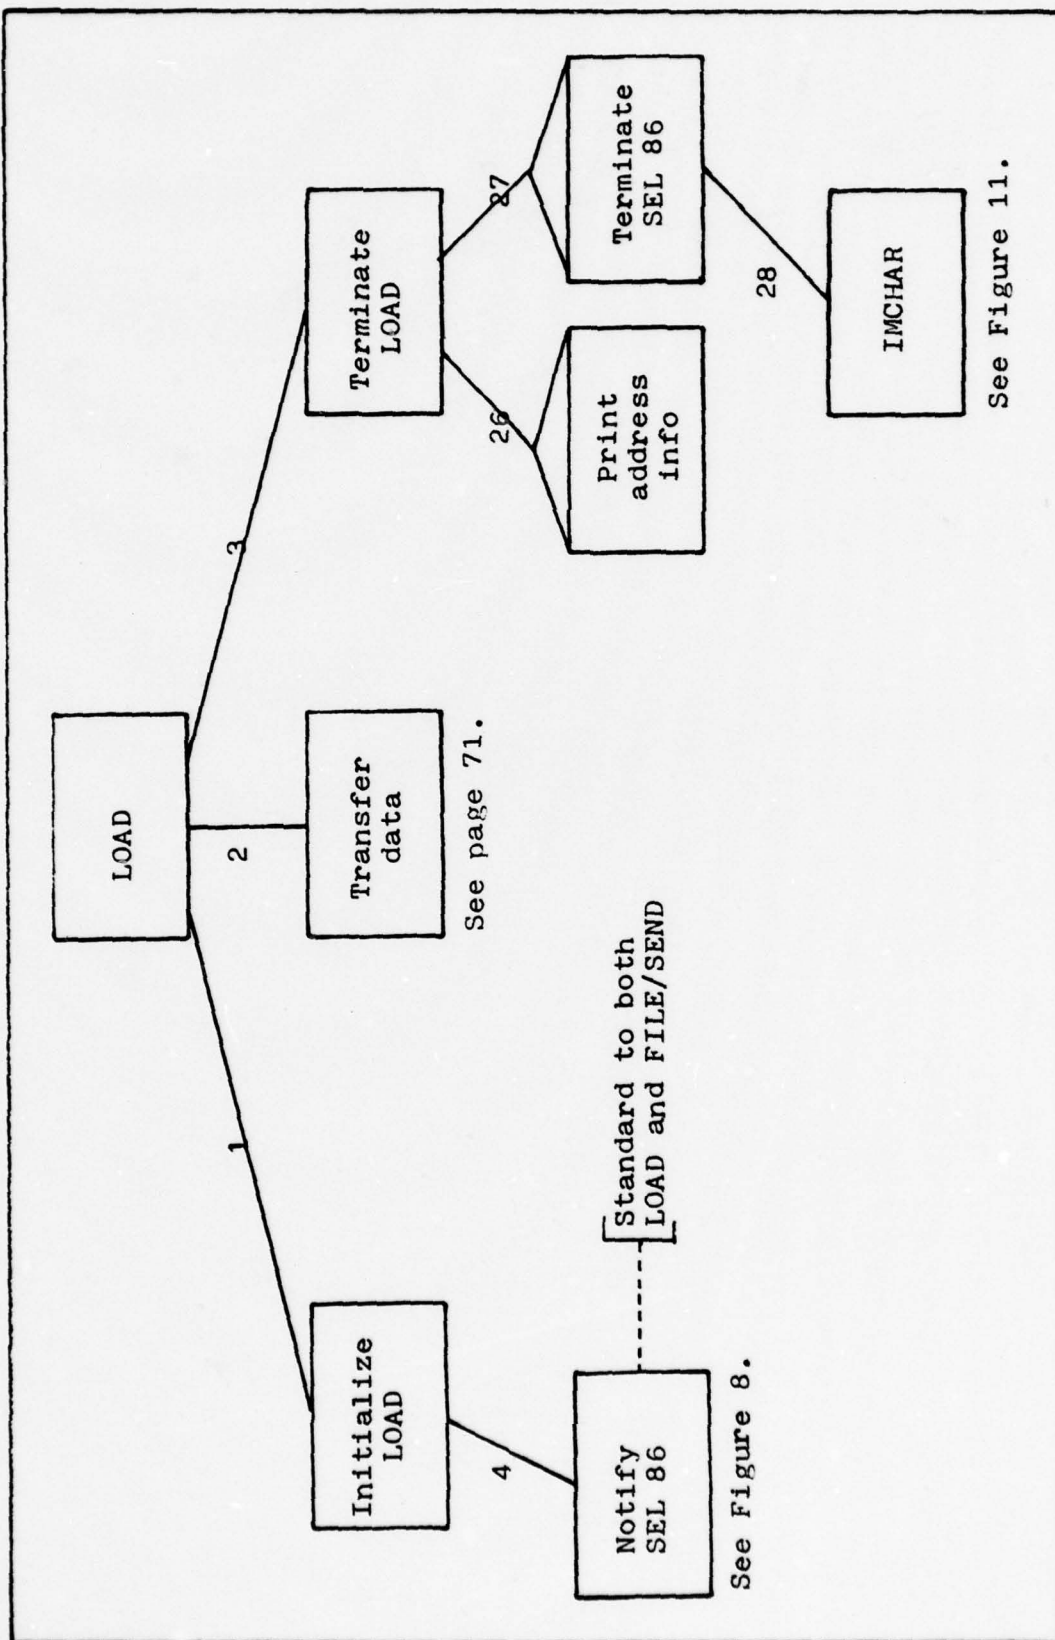 LOAD
1
2
3
Initialize
LOAD
Transfer
data
Terminate
LOAD
See page 71.
4
26
27
Notify
SEL 86
Standard to both
LOAD and FILE/SEND
Print
address
info
Terminate
SEL 86
See Figure 8.
28
IMCHAR
See Figure 11.